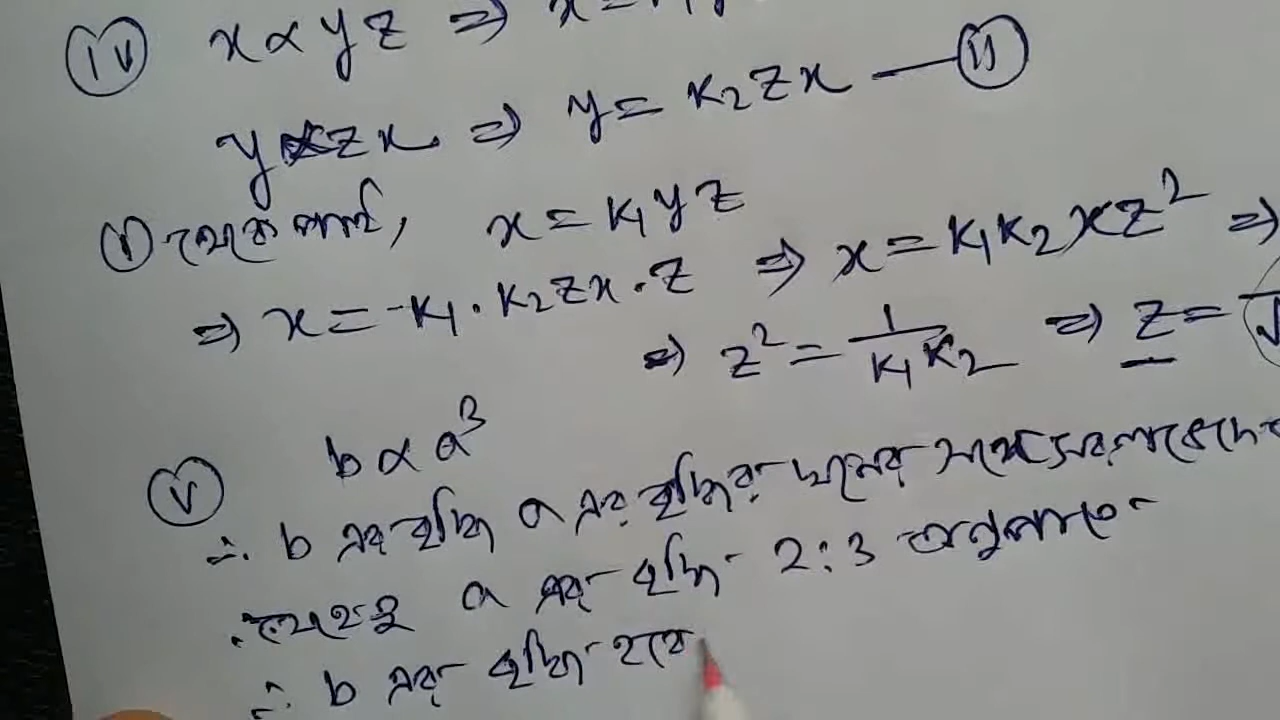 (iv) x ∝ yz ⇒ x =
y ∝ zx ⇒ y = K₂zx — (ii)
(i) থেকে পাই, x = K₁yz
⇒ x = K₁ · K₂zx · z ⇒ x = K₁K₂xz² ⇒
⇒ z² = 1/K₁K₂ ⇒ z =
(v) b ∝ a³
∴ b এর বৃদ্ধি a এর বৃদ্ধির ঘনের সাথে সরলভেদে
যেহেতু a এর বৃদ্ধি 2:3 অনুপাতে
∴ b এর বৃদ্ধি হবে